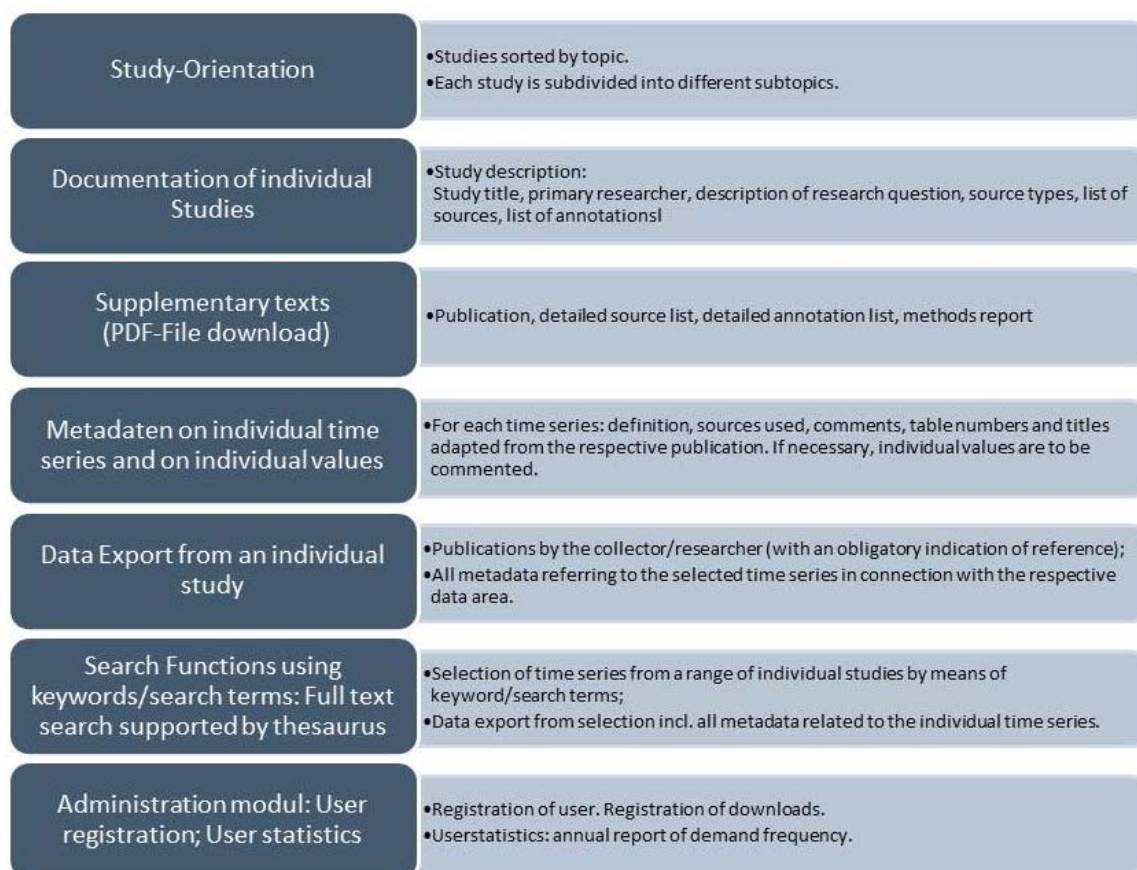 Study-Orientation
•Studies sorted by topic.
•Each study is subdivided into different subtopics.
Documentation of individual
Studies
•Study description:
Study title, primary researcher, description of research question, source types, list of
sources, list of annotationsl
Supplementary texts
(PDF-File download)
•Publication, detailed source list, detailed annotation list, methods report
Metadaten on individual time
series and on individual values
•For each time series: definition, sources used, comments, table numbers and titles
adapted from the respective publication. If necessary, individual values are to be
commented.
Data Export from an individual
study
•Publications by the collector/researcher (with an obligatory indication of reference);
•All metadata referring to the selected time series in connection with the respective
data area.
Search Functions using
keywords/search terms: Full text
search supported by thesaurus
•Selection of time series from a range of individual studies by means of
keyword/search terms;
•Data export from selection incl. all metadata related to the individual time series.
Administration modul: User
registration; User statistics
•Registration of user. Registration of downloads.
•Userstatistics: annual report of demand frequency.